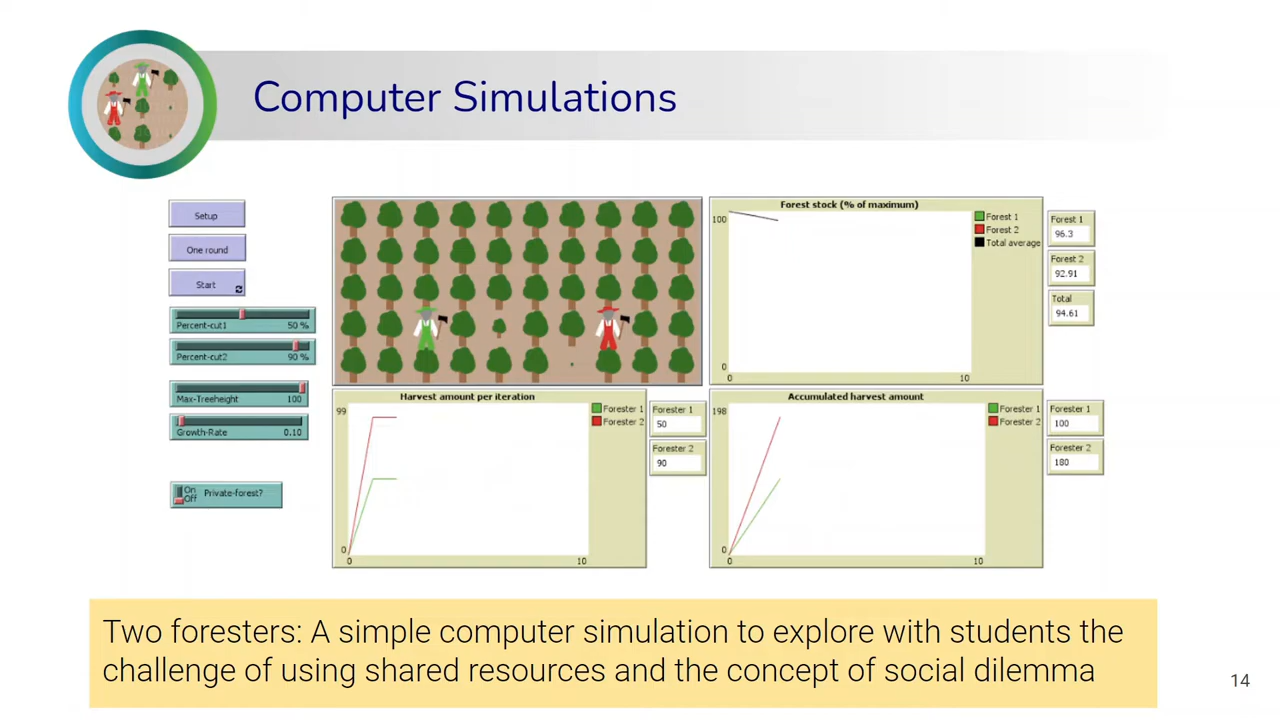 Computer Simulations
Setup
One round
Start
Percent-cut1 50 %
Percent-cut2 90 %
Max-Treeheight 100
Growth-Rate 0.10
On
Off
Private-forest?
Forest stock (% of maximum)
100
0
0
10
Forest 1
Forest 2
Total average
Forest 1
96.3
Forest 2
92.91
Total
94.61
Harvest amount per iteration
99
0
0
10
Forester 1
Forester 2
Forester 1
50
Forester 2
90
Accumulated harvest amount
198
0
0
10
Forester 1
Forester 2
Forester 1
100
Forester 2
180
Two foresters: A simple computer simulation to explore with students the
challenge of using shared resources and the concept of social dilemma
14